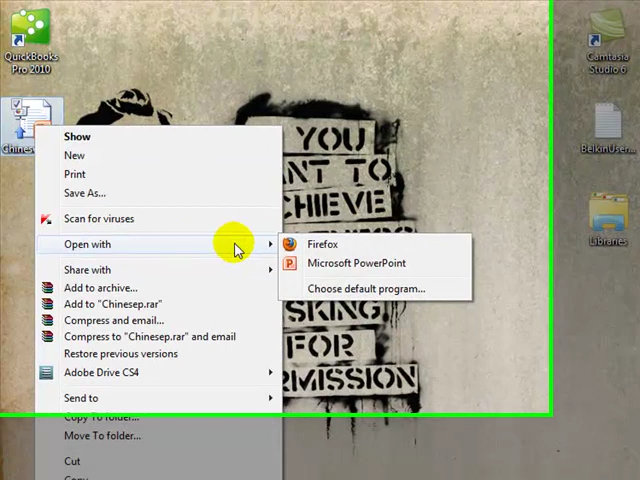 QuickBooks
Pro 2010
Camtasia
Studio 6
BelkinUser...
Libraries
Show
New
Print
Save As...
Scan for viruses
Open with
Share with
Add to archive...
Add to "Chinesep.rar"
Compress and email...
Compress to "Chinesep.rar" and email
Restore previous versions
Adobe Drive CS4
Send to
Copy To folder...
Move To folder...
Cut
Copy
Firefox
Microsoft PowerPoint
Choose default program...
YOU
ANT TO
CHIEVE
SKING
FOR
RMISSION